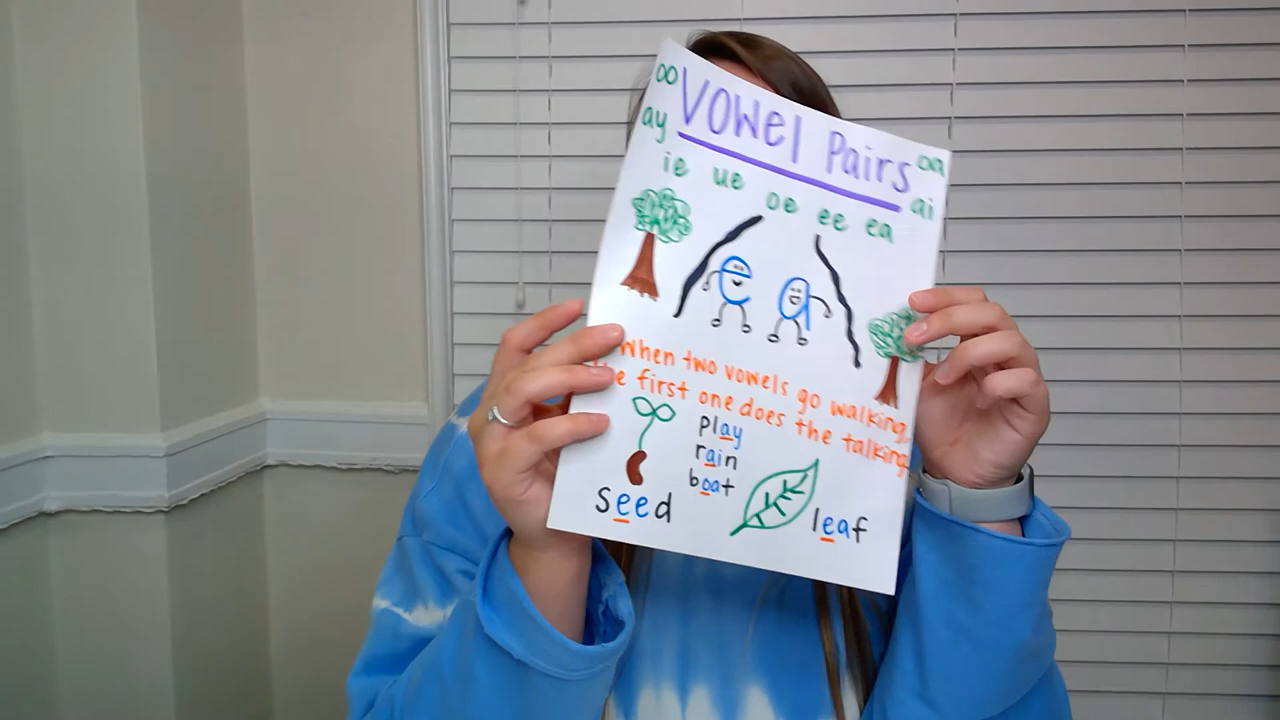 oo Vowel Pairs oa
ay ie ue oe ee ea ai
e a
When two vowels go walking,
first one does the talking.
play
rain
boat
seed
leaf